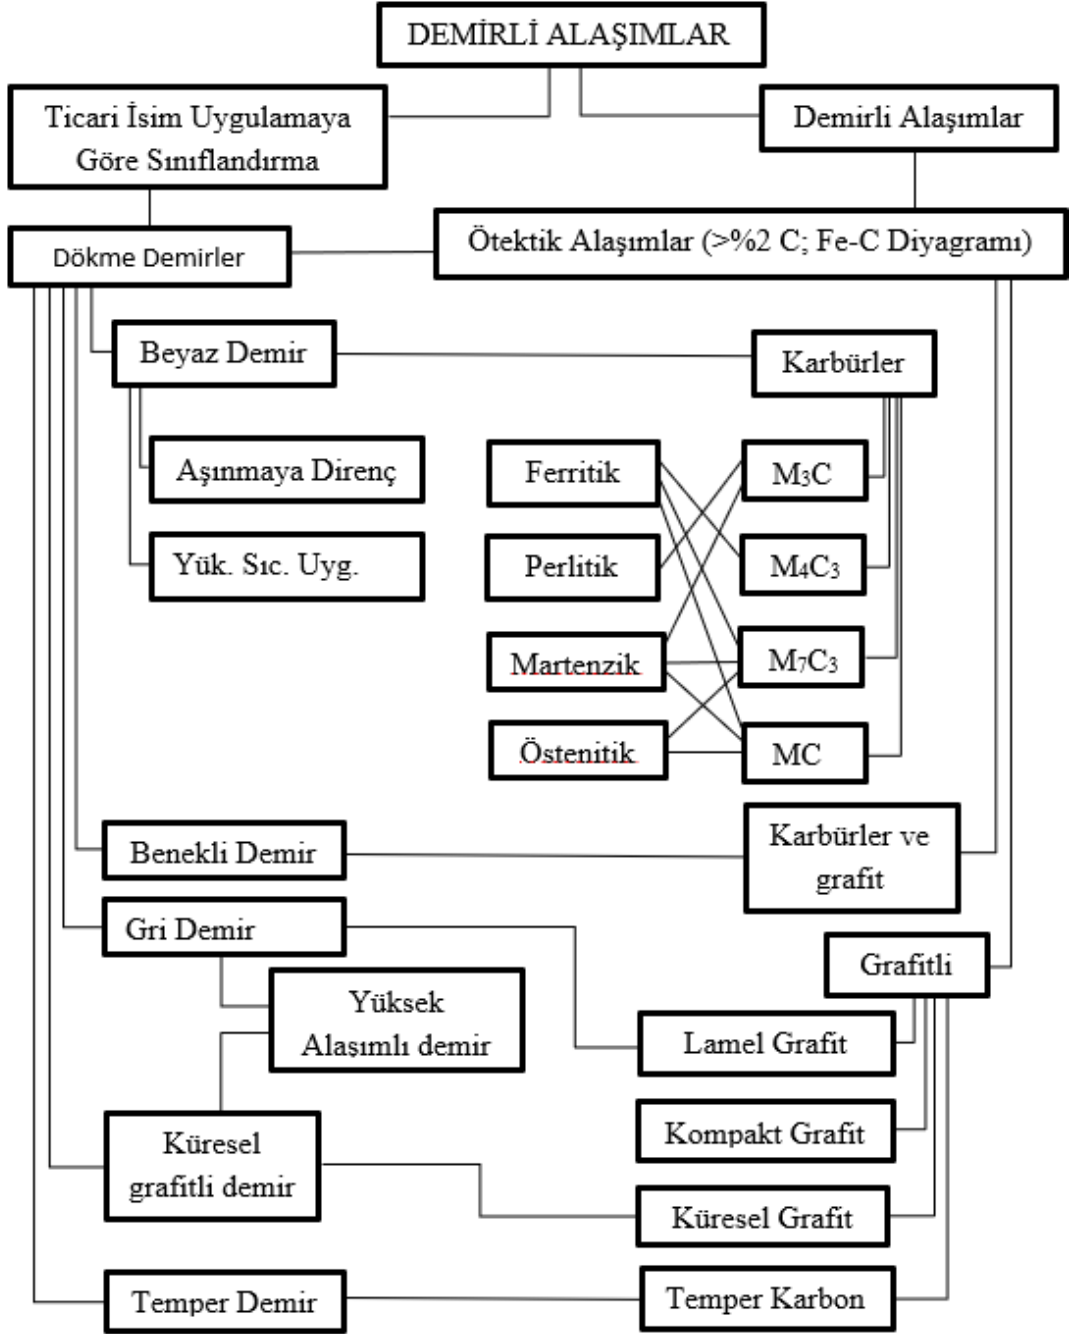 DEMİRLİ ALAŞIMLAR
Ticari İsim Uygulamaya
Göre Sınıflandırma
Demirli Alaşımlar
Dökme Demirler
Ötektik Alaşımlar (>%2 C; Fe-C Diyagramı)
Beyaz Demir
Karbürler
Aşınmaya Direnç
Ferritik
M₃C
Yük. Sıc. Uyg.
Perlitik
M₄C₃
Martenzik
M₇C₃
Östenitik
MC
Benekli Demir
Karbürler ve
grafit
Gri Demir
Grafitli
Yüksek
Alaşımlı demir
Lamel Grafit
Kompakt Grafit
Küresel
grafitli demir
Küresel Grafit
Temper Demir
Temper Karbon